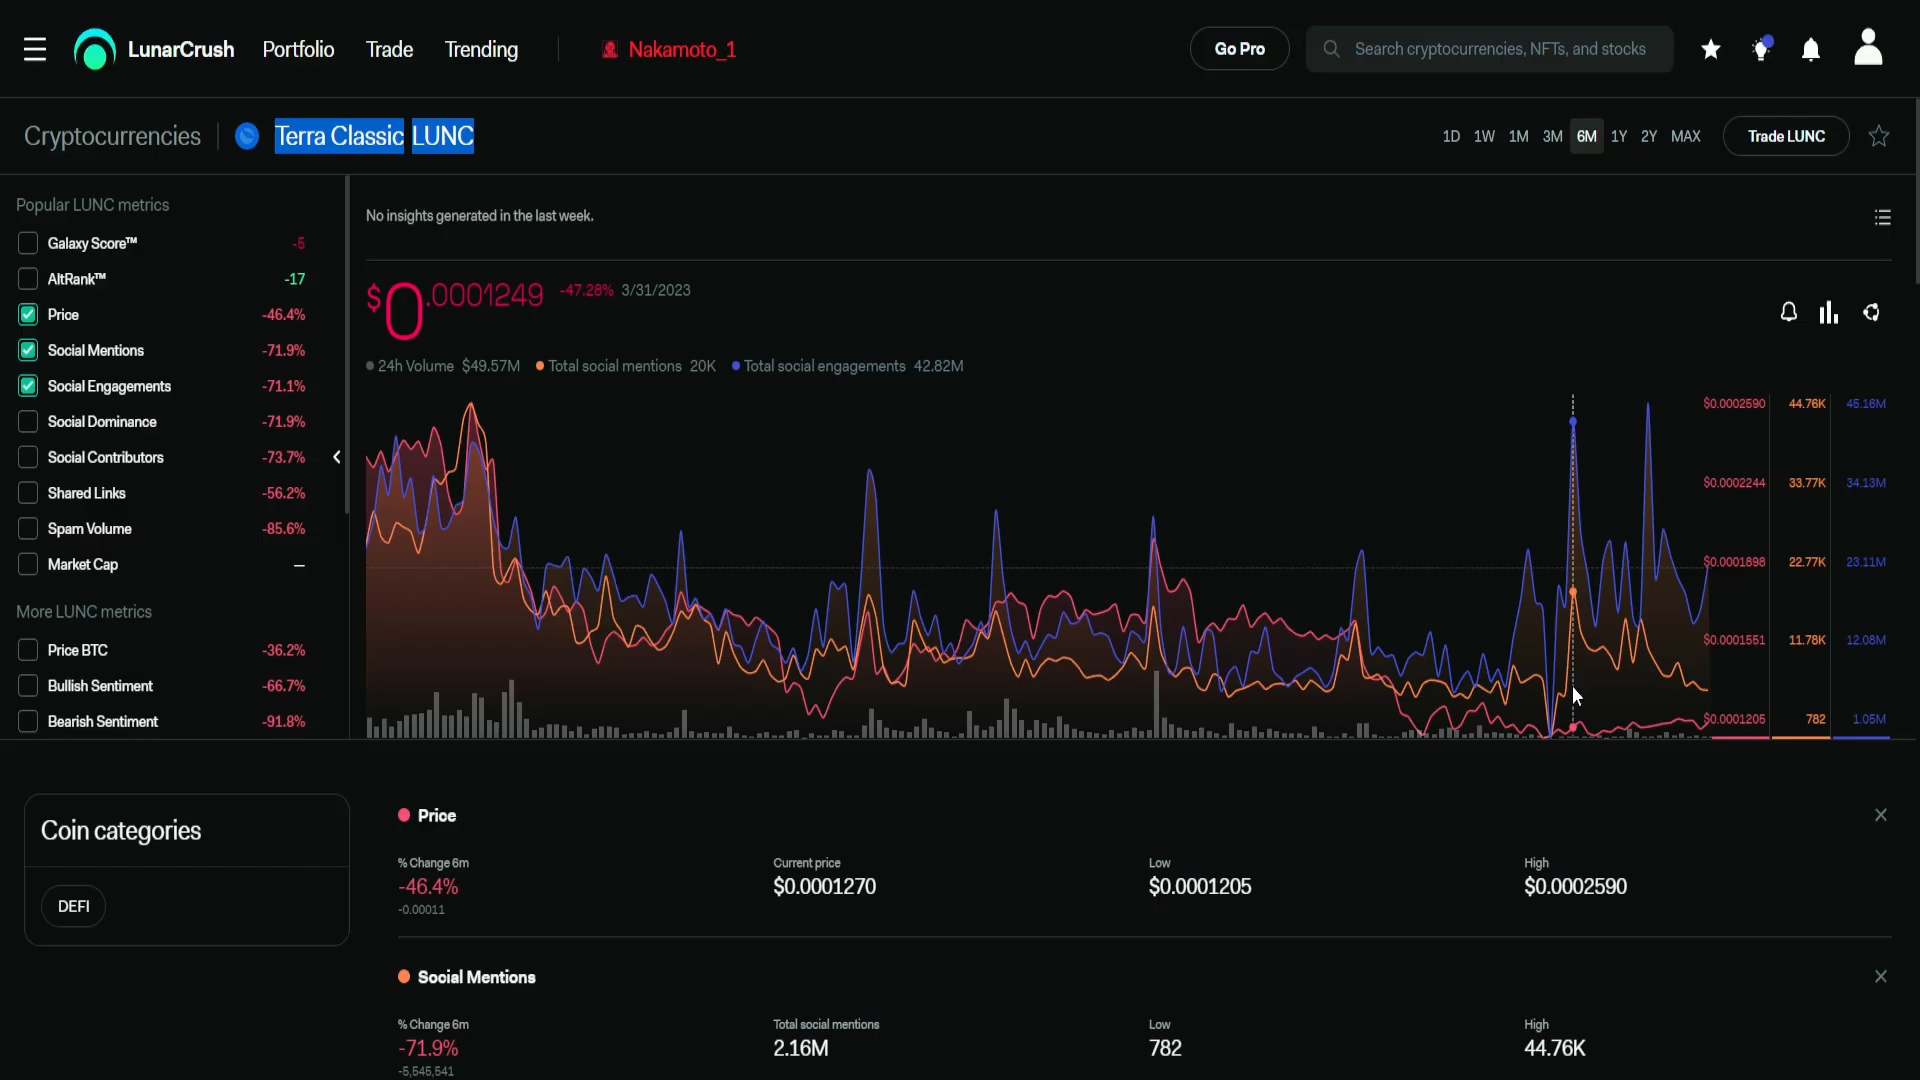 LunarCrush Portfolio Trade Trending Nakamoto_1 Go Pro Search cryptocurrencies, NFTs, and stocks
Cryptocurrencies Terra Classic LUNC 1D 1W 1M 3M 6M 1Y 2Y MAX Trade LUNC
Popular LUNC metrics
Galaxy Score™ -5
AltRank™ -17
Price -46.4%
Social Mentions -71.9%
Social Engagements -71.1%
Social Dominance -71.9%
Social Contributors -73.7%
Shared Links -56.2%
Spam Volume -85.6%
Market Cap —
More LUNC metrics
Price BTC -36.2%
Bullish Sentiment -66.7%
Bearish Sentiment -91.8%
No insights generated in the last week.
$0.0001249 -47.28% 3/31/2023
24h Volume $49.57M Total social mentions 20K Total social engagements 42.82M
$0.0002590 44.76K 45.16M
$0.0002244 33.77K 34.13M
$0.0001898 22.77K 23.11M
$0.0001551 11.78K 12.08M
$0.0001205 782 1.05M
Coin categories
DEFI
Price
% Change 6m Current price Low High
-46.4% $0.0001270 $0.0001205 $0.0002590
-0.00011
Social Mentions
% Change 6m Total social mentions Low High
-71.9% 2.16M 782 44.76K
-5,545,541